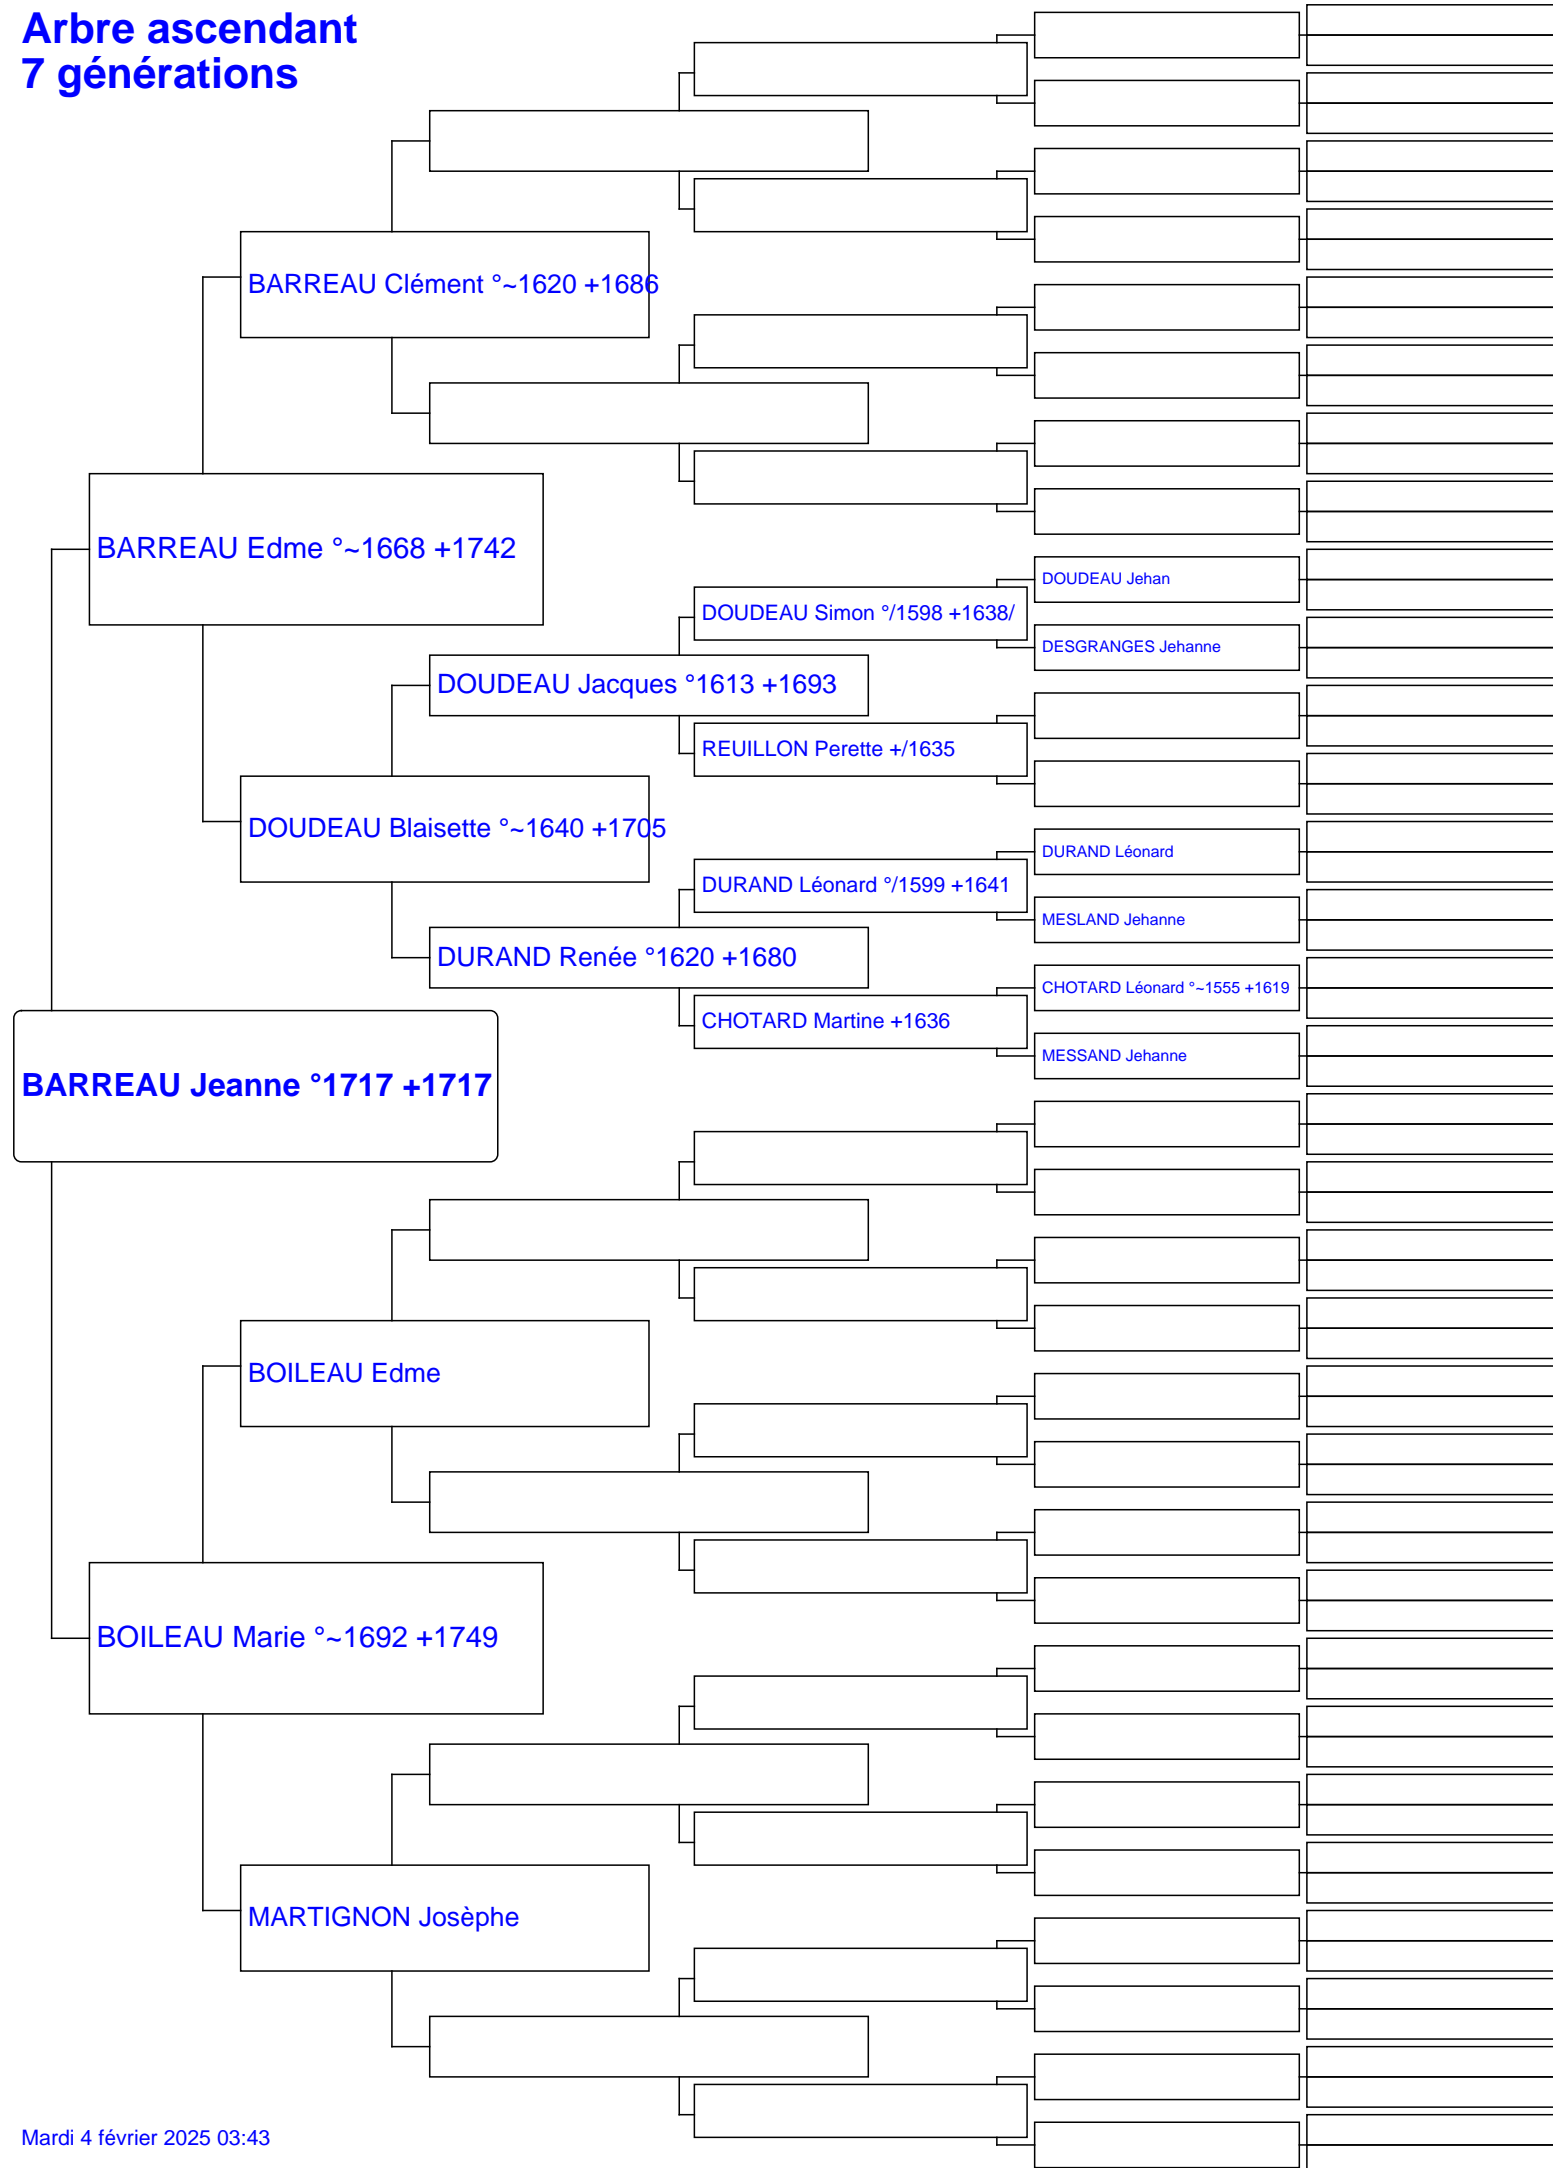 Arbre ascendant
7 générations
BARREAU Clément °~1620 +1686
BARREAU Edme °~1668 +1742
DOUDEAU Jehan
DOUDEAU Simon °/1598 +1638/
DESGRANGES Jehanne
DOUDEAU Jacques °1613 +1693
REUILLON Perette +/1635
DOUDEAU Blaisette °~1640 +1705
DURAND Léonard
DURAND Léonard °/1599 +1641
MESLAND Jehanne
DURAND Renée °1620 +1680
CHOTARD Léonard °~1555 +1619
CHOTARD Martine +1636
MESSAND Jehanne
BARREAU Jeanne °1717 +1717
BOILEAU Edme
BOILEAU Marie °~1692 +1749
MARTIGNON Josèphe
Mardi 4 février 2025 03:43